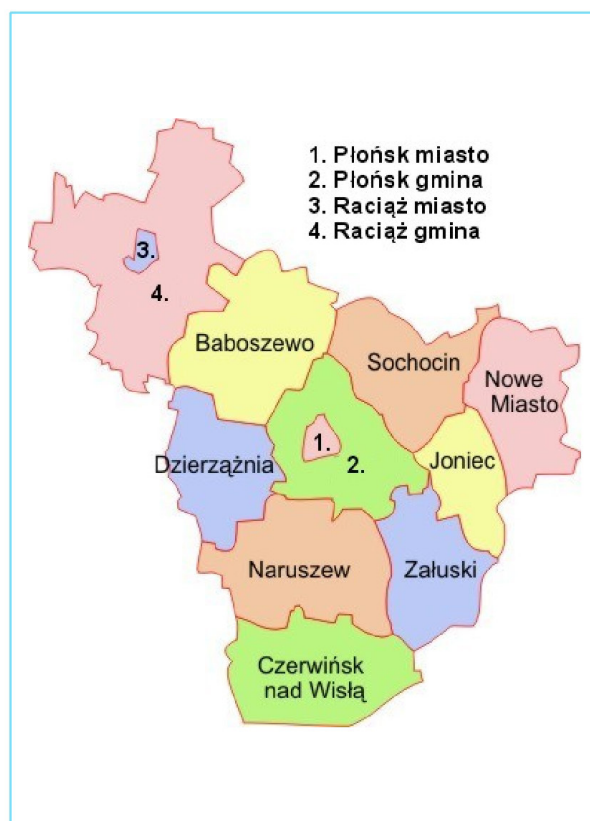 1. Płońsk miasto
2. Płońsk gmina
3. Raciąż miasto
4. Raciąż gmina
3.
4.
Baboszewo
Sochocin
Nowe
Miasto
1.
2.
Dzierzążnia
Joniec
Naruszew
Załuski
Czerwińsk
nad Wisłą